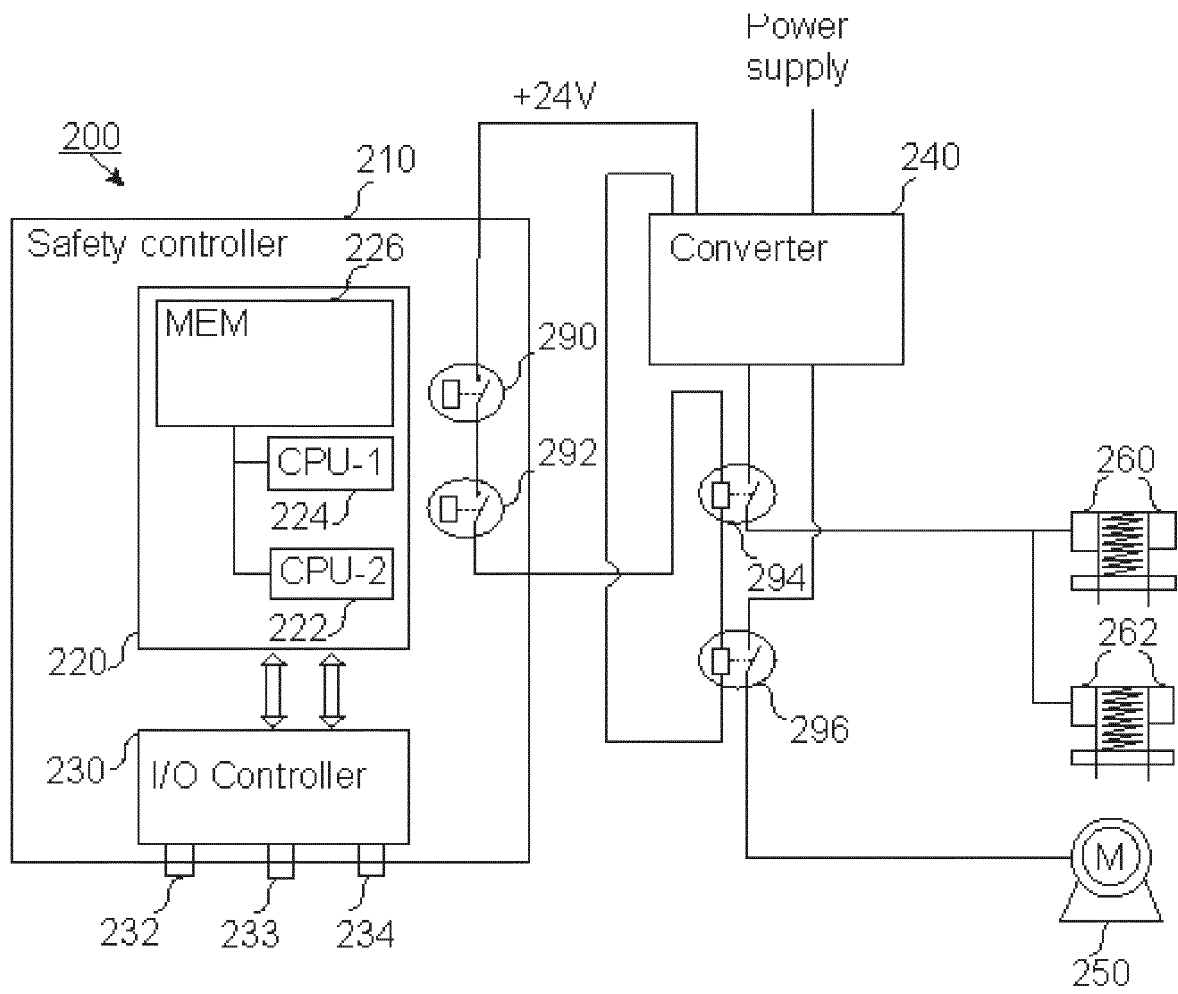 Power
supply
+24V
200
210
240
Safety controller
226
Converter
MEM
290
CPU-1
292
260
224
CPU-2
294
222
262
220
296
230
I/O Controller
M
232
233
234
250